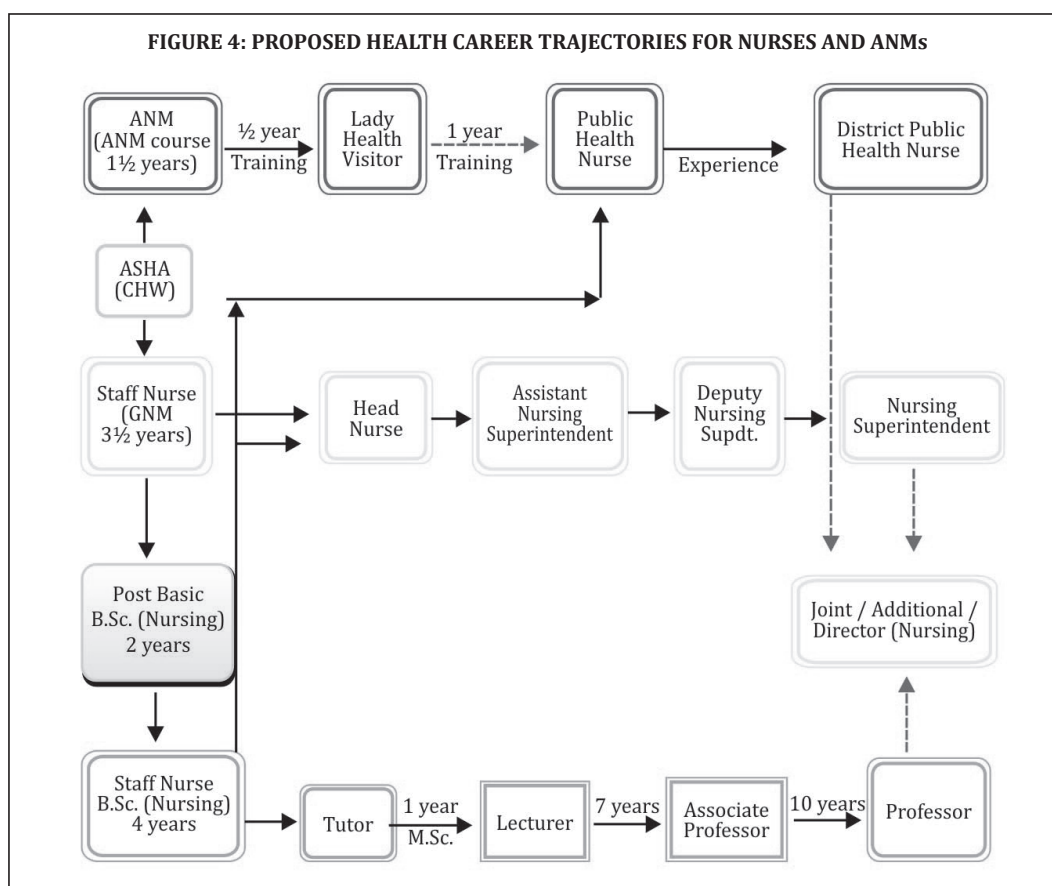 FIGURE 4: PROPOSED HEALTH CAREER TRAJECTORIES FOR NURSES AND ANMs
ANM
(ANM course
1½ years)
½ year
Training
Lady
Health
Visitor
1 year
Training
Public
Health
Nurse
Experience
District Public
Health Nurse
ASHA
(CHW)
Staff Nurse
(GNM
3½ years)
Head
Nurse
Assistant
Nursing
Superintendent
Deputy
Nursing
Supdt.
Nursing
Superintendent
Post Basic
B.Sc. (Nursing)
2 years
Joint / Additional /
Director (Nursing)
Staff Nurse
B.Sc. (Nursing)
4 years
Tutor
1 year
M.Sc.
Lecturer
7 years
Associate
Professor
10 years
Professor